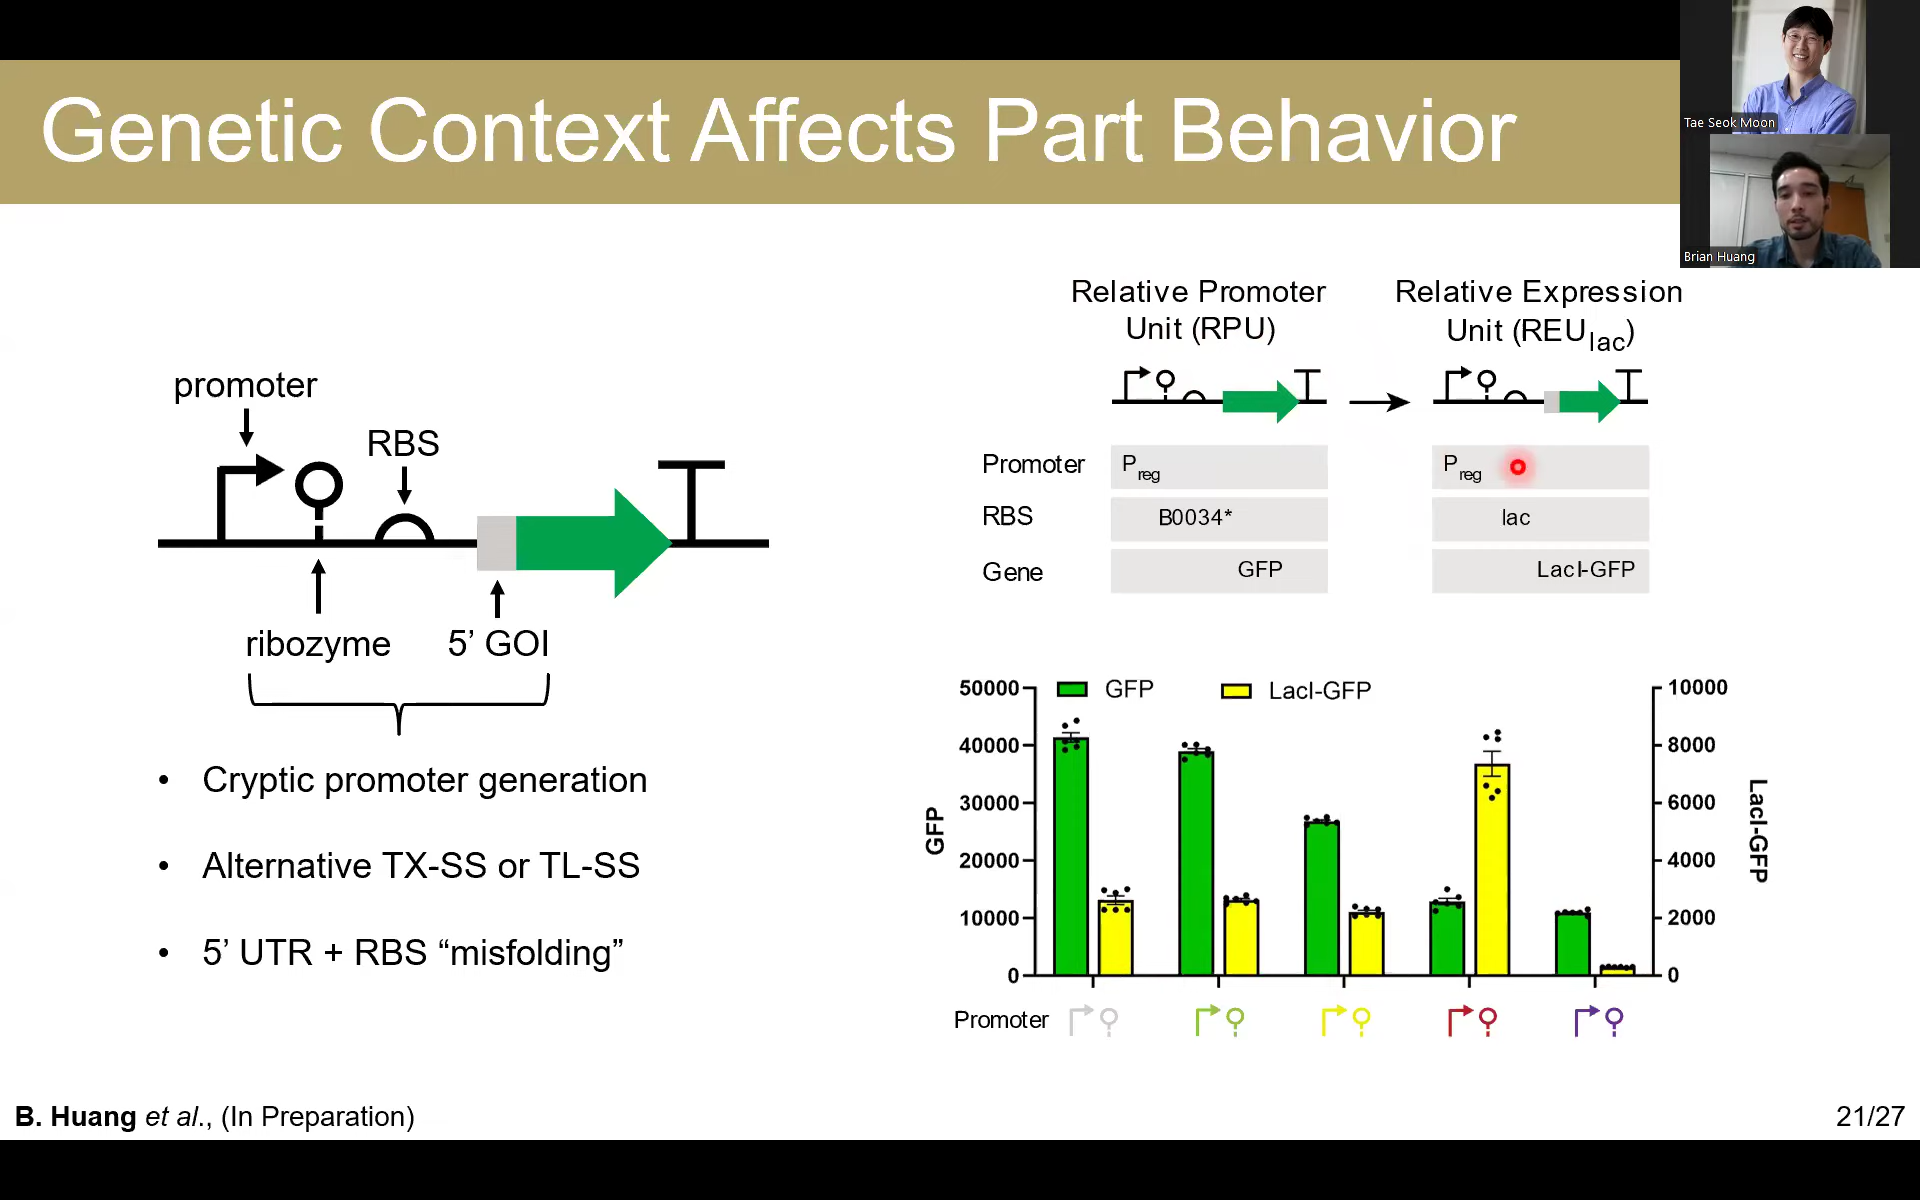 Genetic Context Affects Part Behavior
Tae Seok Moon
Brian Huang
promoter
RBS
ribozyme
5’ GOI
• Cryptic promoter generation
• Alternative TX-SS or TL-SS
• 5’ UTR + RBS “misfolding”
Relative Promoter
Unit (RPU)
Relative Expression
Unit (REUlac)
Promoter Preg Preg
RBS B0034* lac
Gene GFP LacI-GFP
GFP LacI-GFP
50000 10000
40000 8000
30000 6000
20000 4000
10000 2000
0 0
GFP
LacI-GFP
Promoter
B. Huang et al., (In Preparation)
21/27